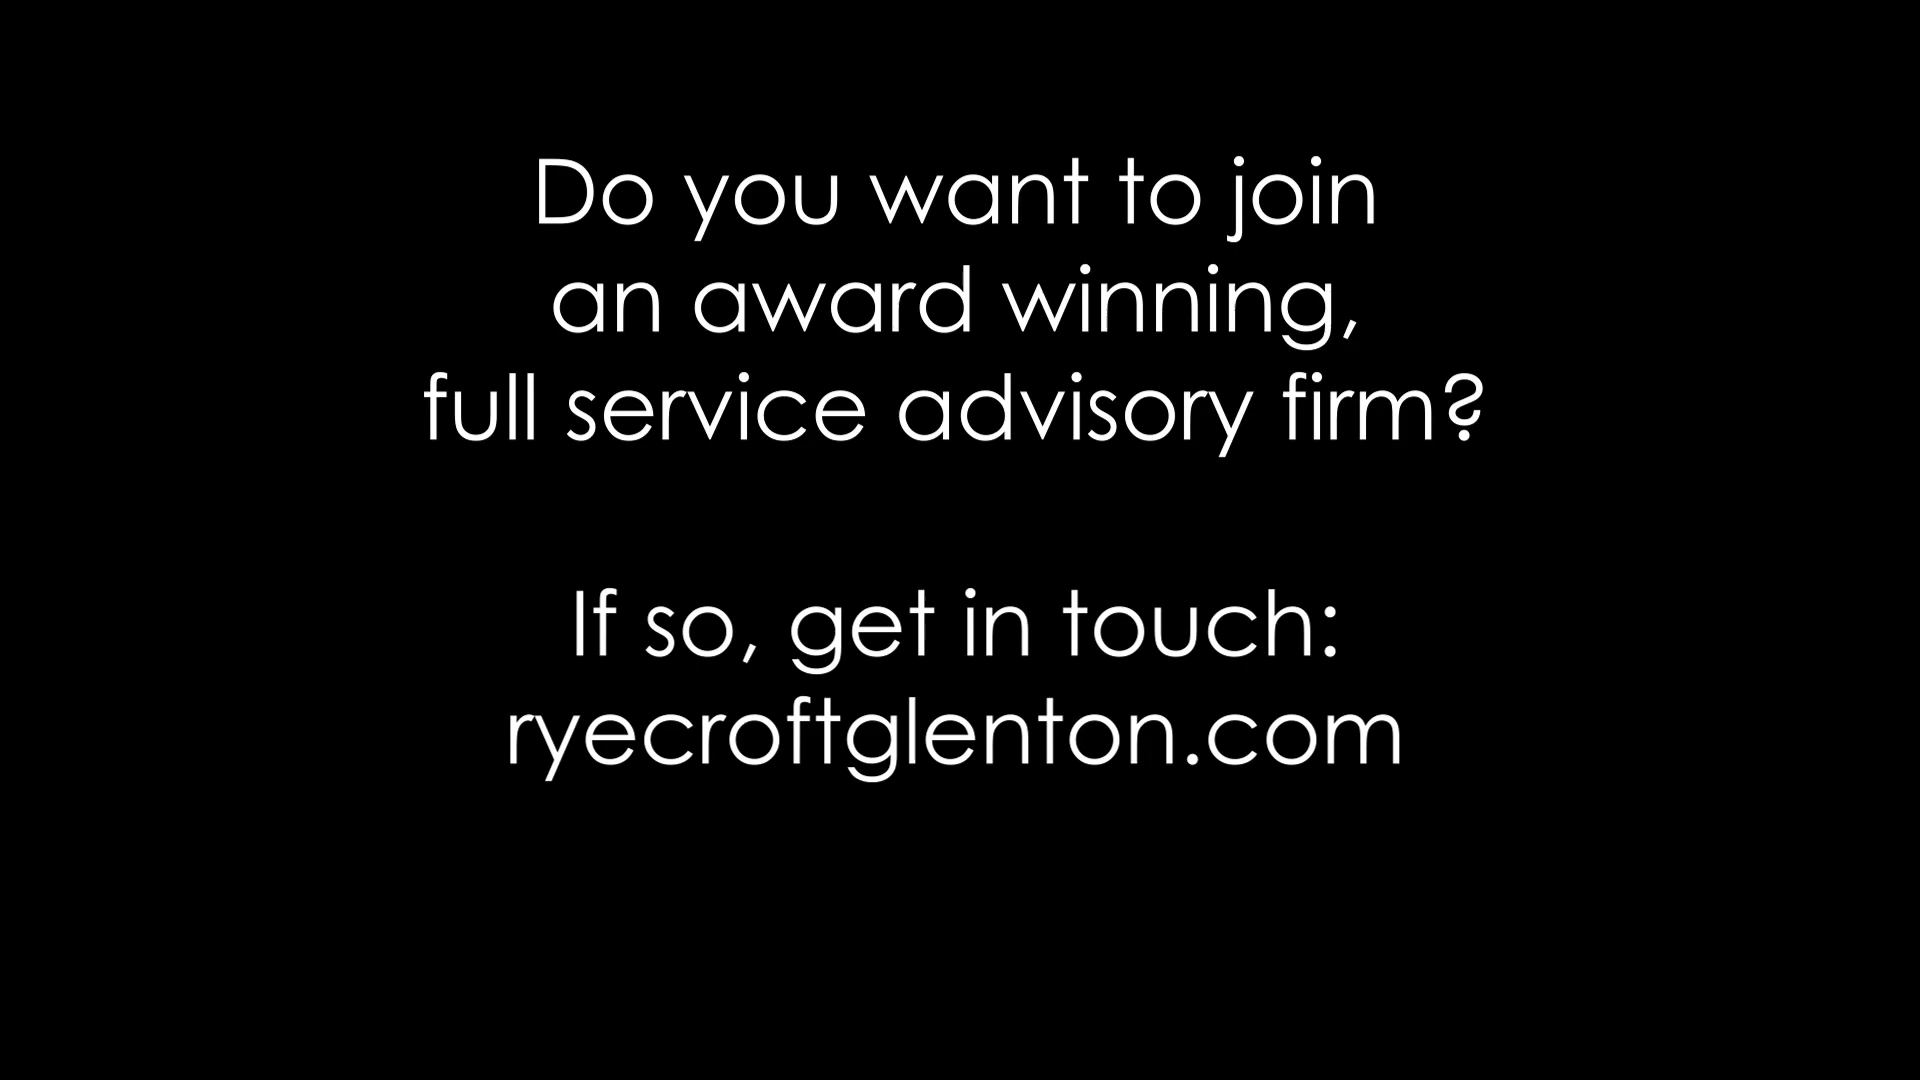 Do you want to join
an award winning,
full service advisory firm?
If so, get in touch:
ryecroftglenton.com